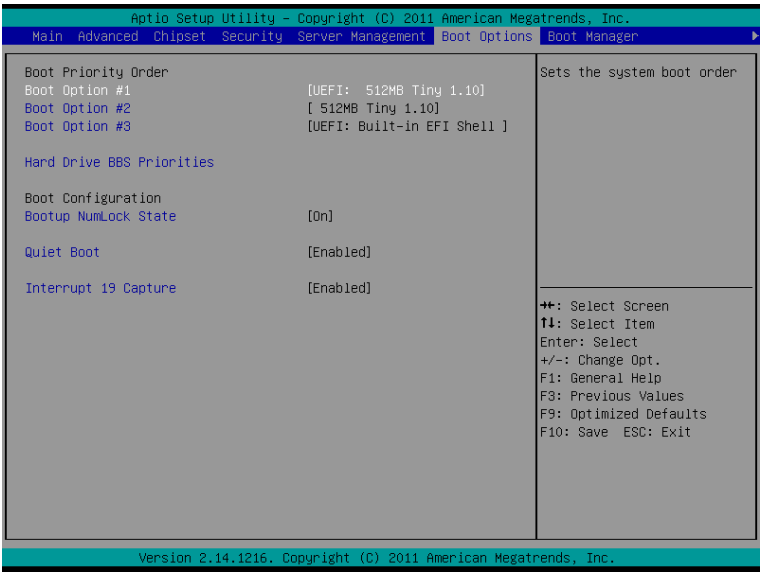 Aptio Setup Utility – Copyright (C) 2011 American Megatrends, Inc.
Main Advanced Chipset Security Server Management Boot Options Boot Manager ►
Boot Priority Order
Boot Option #1 [UEFI: 512MB Tiny 1.10]
Boot Option #2 [ 512MB Tiny 1.10]
Boot Option #3 [UEFI: Built-in EFI Shell ]
Hard Drive BBS Priorities
Boot Configuration
Bootup NumLock State [On]
Quiet Boot [Enabled]
Interrupt 19 Capture [Enabled]
Sets the system boot order
→←: Select Screen
↑↓: Select Item
Enter: Select
+/-: Change Opt.
F1: General Help
F3: Previous Values
F9: Optimized Defaults
F10: Save ESC: Exit
Version 2.14.1216. Copyright (C) 2011 American Megatrends, Inc.